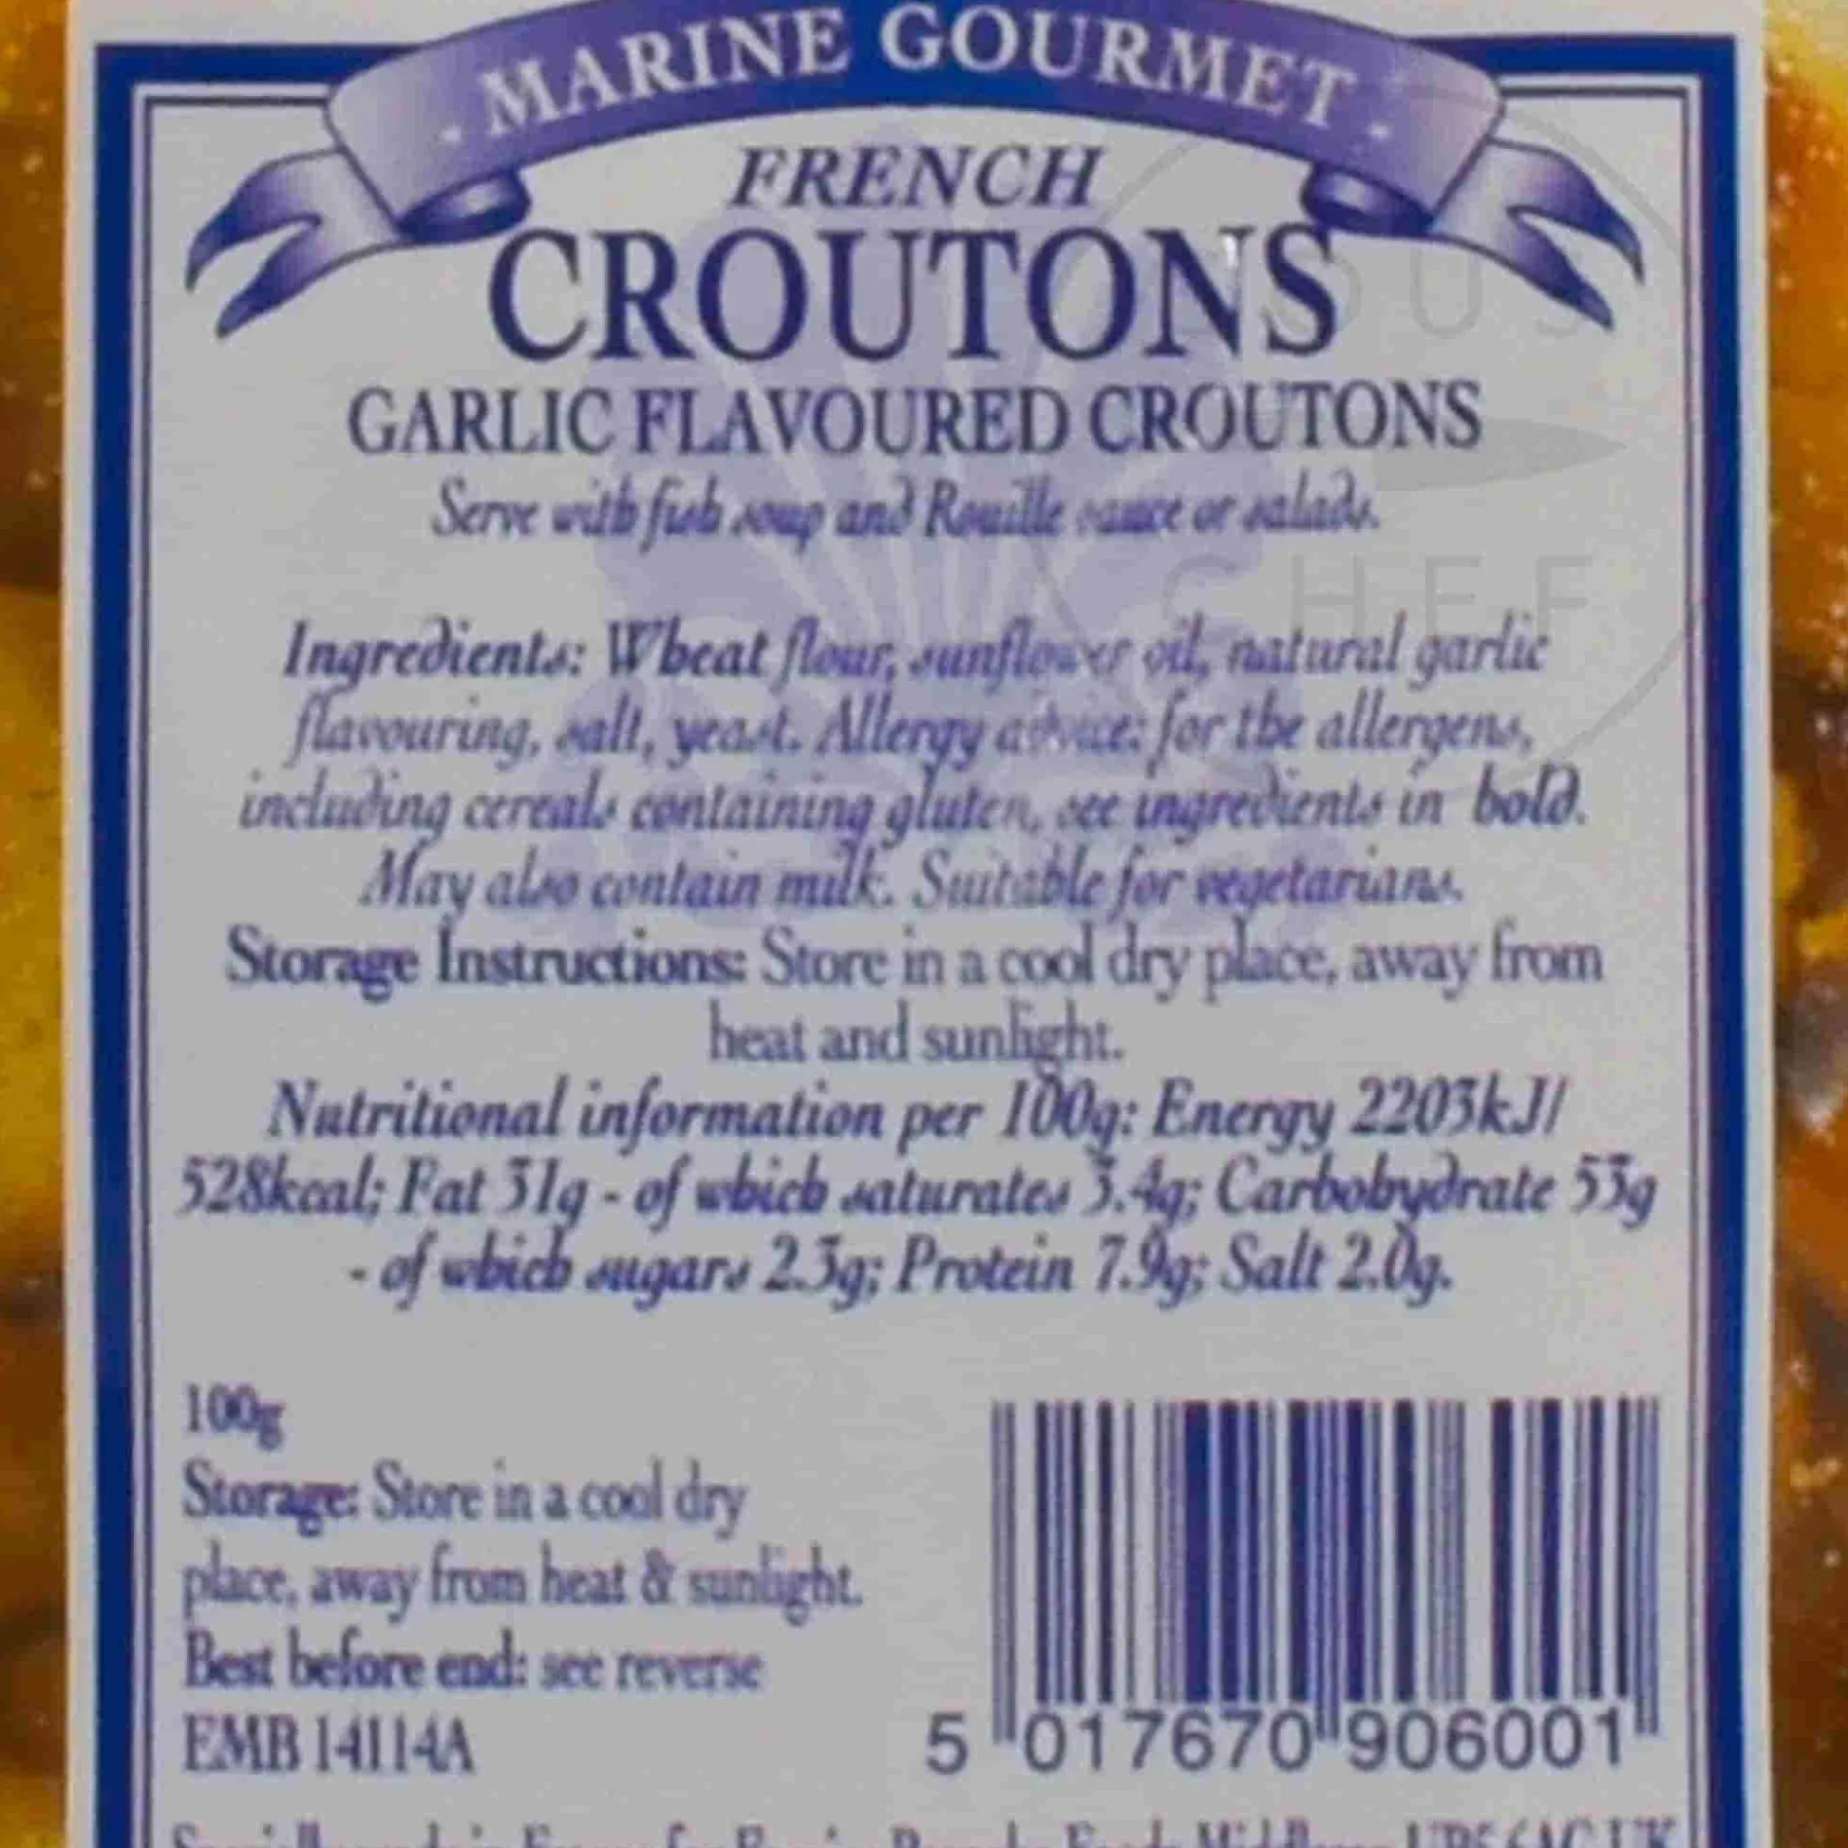 - MARINE GOURMET -
FRENCH
CROUTONS
GARLIC FLAVOURED CROUTONS
Serve with fish soup and Rouille sauce or salads.
Ingredients: Wheat flour, sunflower oil, natural garlic
flavouring, salt, yeast. Allergy advice: for the allergens,
including cereals containing gluten, see ingredients in bold.
May also contain milk. Suitable for vegetarians.
Storage Instructions: Store in a cool dry place, away from
heat and sunlight.
Nutritional information per 100g: Energy 2203kJ/
528kcal; Fat 31g - of which saturates 3.4g; Carbohydrate 53g
- of which sugars 2.3g; Protein 7.9g; Salt 2.0g.
100g
Storage: Store in a cool dry
place, away from heat & sunlight.
Best before end: see reverse
EMB 14114A
5 017670 906001
CHEF